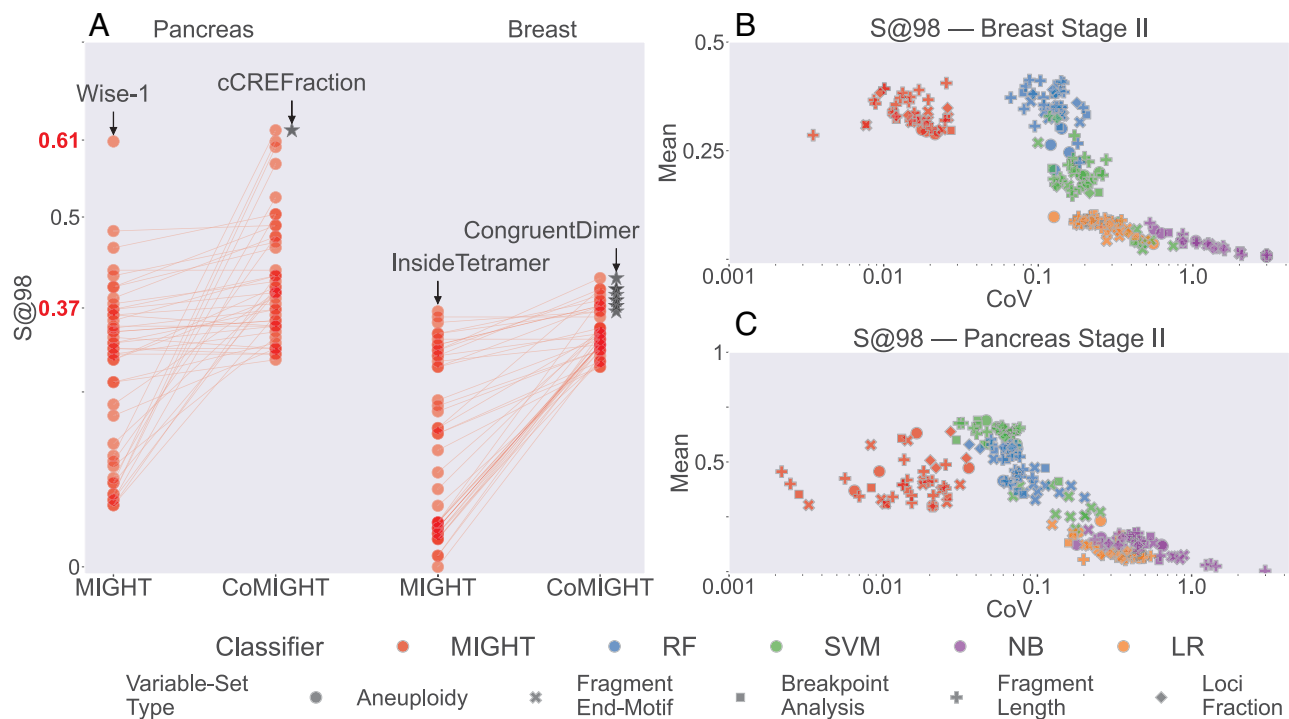 A
Pancreas
Breast
Wise-1
cCREFraction
CongruentDimer
InsideTetramer
S@98
0.61
0.5
0.37
0
MIGHT
CoMIGHT
MIGHT
CoMIGHT
B
S@98 — Breast Stage II
Mean
0.5
0.25
0.001
0.01
0.1
1.0
CoV
C
S@98 — Pancreas Stage II
Mean
1
0.5
0.001
0.01
0.1
1.0
CoV
Classifier MIGHT RF SVM NB LR
Variable-Set
Type
Aneuploidy
Fragment
End-Motif
Breakpoint
Analysis
Fragment
Length
Loci
Fraction